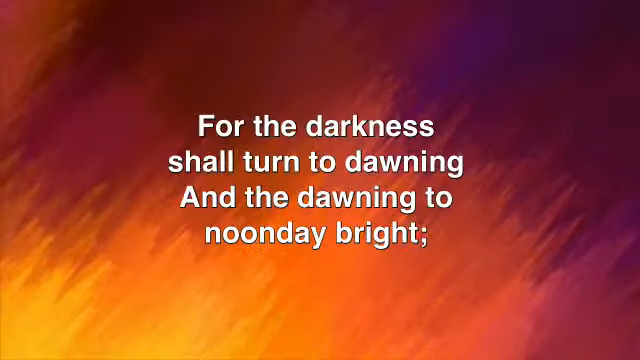 For the darkness
shall turn to dawning
And the dawning to
noonday bright;